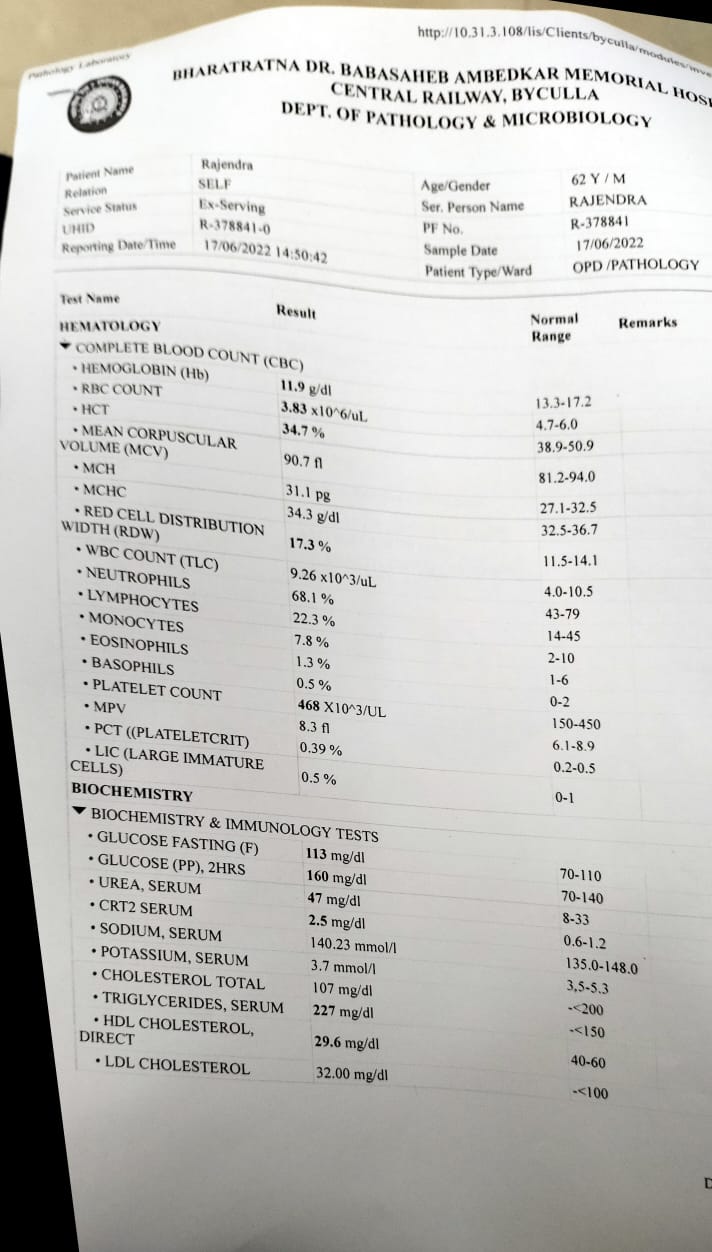 http://10.31.3.108/lis/Clients/byculla/modules/inve
Pathology Laboratory
BHARATRATNA DR. BABASAHEB AMBEDKAR MEMORIAL HOSP
CENTRAL RAILWAY, BYCULLA
DEPT. OF PATHOLOGY & MICROBIOLOGY
Patient Name Rajendra Age/Gender 62 Y / M
Relation SELF Ser. Person Name RAJENDRA
Service Status Ex-Serving PF No. R-378841
UHID R-378841-0 Sample Date 17/06/2022
Reporting Date/Time 17/06/2022 14:50:42 Patient Type/Ward OPD /PATHOLOGY
Test Name Result Normal Range Remarks
HEMATOLOGY
COMPLETE BLOOD COUNT (CBC)
• HEMOGLOBIN (Hb) 11.9 g/dl 13.3-17.2
• RBC COUNT 3.83 x10^6/uL 4.7-6.0
• HCT 34.7 % 38.9-50.9
• MEAN CORPUSCULAR
VOLUME (MCV) 90.7 fl 81.2-94.0
• MCH 31.1 pg 27.1-32.5
• MCHC 34.3 g/dl 32.5-36.7
• RED CELL DISTRIBUTION
WIDTH (RDW) 17.3 % 11.5-14.1
• WBC COUNT (TLC) 9.26 x10^3/uL 4.0-10.5
• NEUTROPHILS 68.1 % 43-79
• LYMPHOCYTES 22.3 % 14-45
• MONOCYTES 7.8 % 2-10
• EOSINOPHILS 1.3 % 1-6
• BASOPHILS 0.5 % 0-2
• PLATELET COUNT 468 X10^3/UL 150-450
• MPV 8.3 fl 6.1-8.9
• PCT ((PLATELETCRIT) 0.39 % 0.2-0.5
• LIC (LARGE IMMATURE
CELLS) 0.5 % 0-1
BIOCHEMISTRY
BIOCHEMISTRY & IMMUNOLOGY TESTS
• GLUCOSE FASTING (F) 113 mg/dl 70-110
• GLUCOSE (PP), 2HRS 160 mg/dl 70-140
• UREA, SERUM 47 mg/dl 8-33
• CRT2 SERUM 2.5 mg/dl 0.6-1.2
• SODIUM, SERUM 140.23 mmol/l 135.0-148.0
• POTASSIUM, SERUM 3.7 mmol/l 3,5-5.3
• CHOLESTEROL TOTAL 107 mg/dl -<200
• TRIGLYCERIDES, SERUM 227 mg/dl -<150
• HDL CHOLESTEROL,
DIRECT 29.6 mg/dl 40-60
• LDL CHOLESTEROL 32.00 mg/dl -<100
D